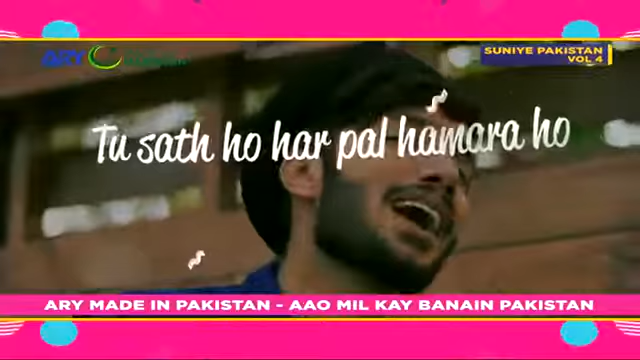 ARY
SUNIYE PAKISTAN
VOL 4
Tu sath ho har pal hamara ho
ARY MADE IN PAKISTAN - AAO MIL KAY BANAIN PAKISTAN